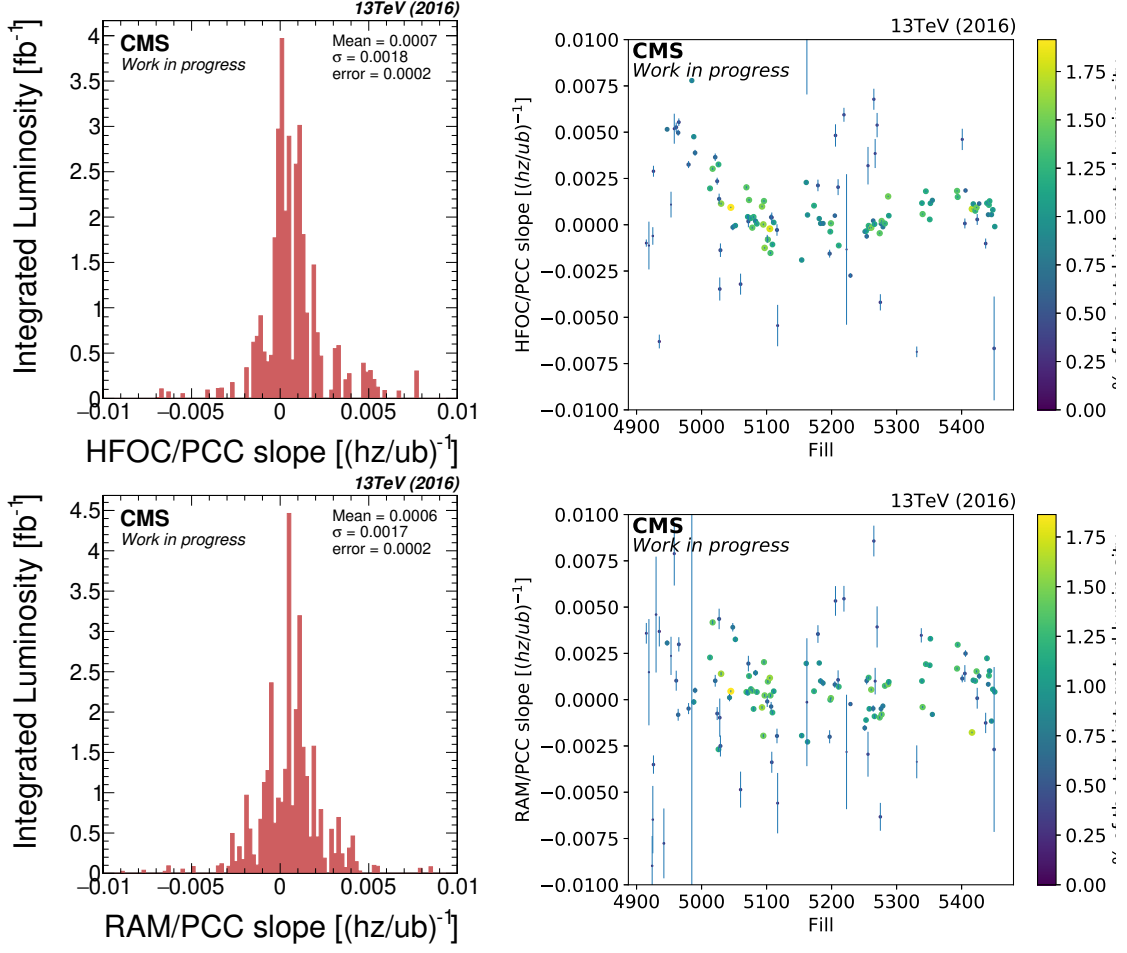 13TeV (2016)
CMS
Work in progress
Mean = 0.0007
σ = 0.0018
error = 0.0002
Integrated Luminosity [fb⁻¹]
4
3.5
3
2.5
2
1.5
1
0.5
0
−0.01
−0.005
0
0.005
0.01
HFOC/PCC slope [(hz/ub)⁻¹]
13TeV (2016)
CMS
Work in progress
HFOC/PCC slope [(hz/ub)⁻¹]
0.0100
0.0075
0.0050
0.0025
0.0000
−0.0025
−0.0050
−0.0075
−0.0100
4900 5000 5100 5200 5300 5400
Fill
1.75
1.50
1.25
1.00
0.75
0.50
0.25
0.00
13TeV (2016)
CMS
Work in progress
Mean = 0.0006
σ = 0.0017
error = 0.0002
Integrated Luminosity [fb⁻¹]
4.5
4
3.5
3
2.5
2
1.5
1
0.5
0
−0.01
−0.005
0
0.005
0.01
RAM/PCC slope [(hz/ub)⁻¹]
13TeV (2016)
CMS
Work in progress
RAM/PCC slope [(hz/ub)⁻¹]
0.0100
0.0075
0.0050
0.0025
0.0000
−0.0025
−0.0050
−0.0075
−0.0100
4900 5000 5100 5200 5300 5400
Fill
1.75
1.50
1.25
1.00
0.75
0.50
0.25
0.00